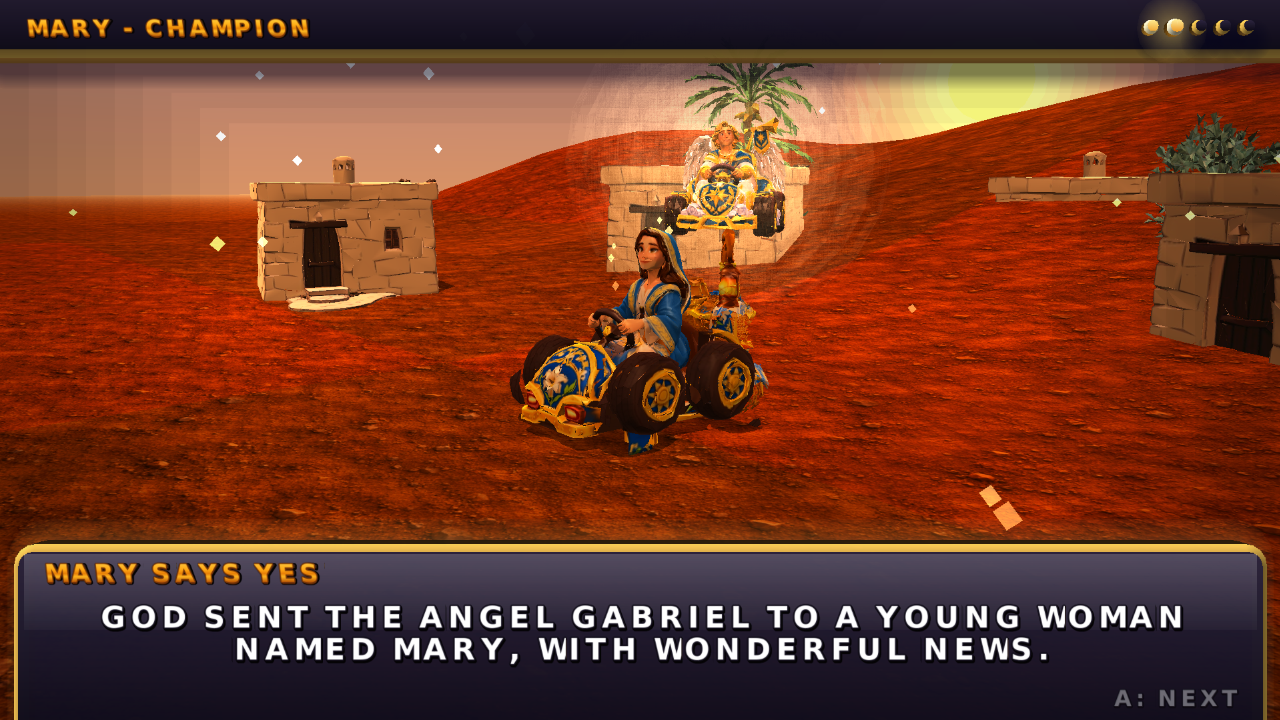 MARY - CHAMPION
MARY SAYS YES
GOD SENT THE ANGEL GABRIEL TO A YOUNG WOMAN
NAMED MARY, WITH WONDERFUL NEWS.
A: NEXT